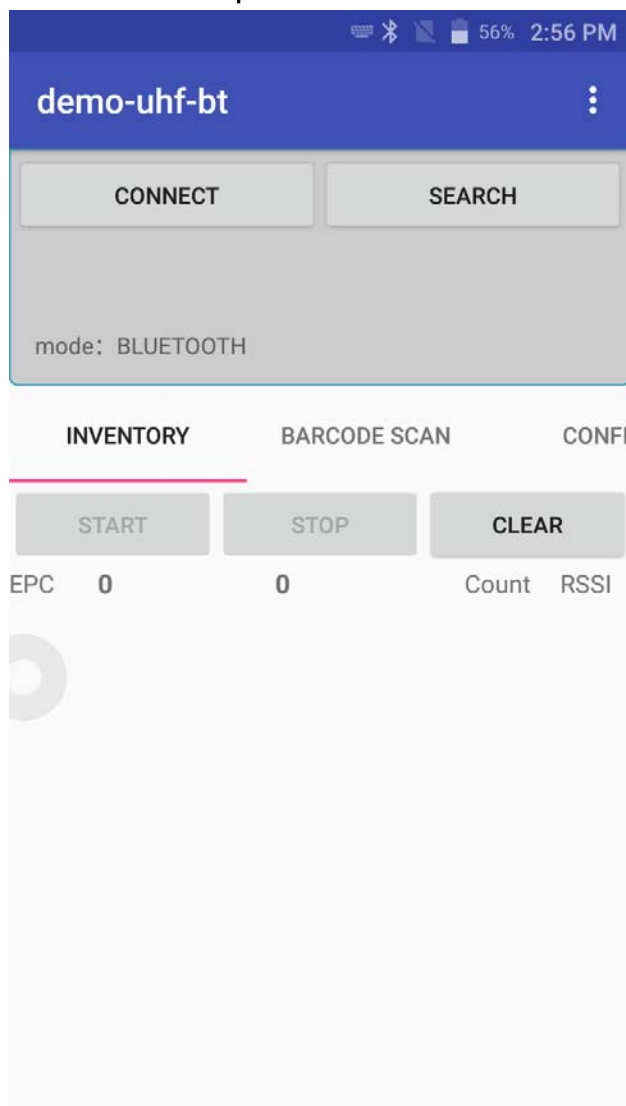 56% 2:56 PM
demo-uhf-bt
CONNECT SEARCH
mode: BLUETOOTH
INVENTORY BARCODE SCAN CONFI
START STOP CLEAR
EPC 0 0 Count RSSI